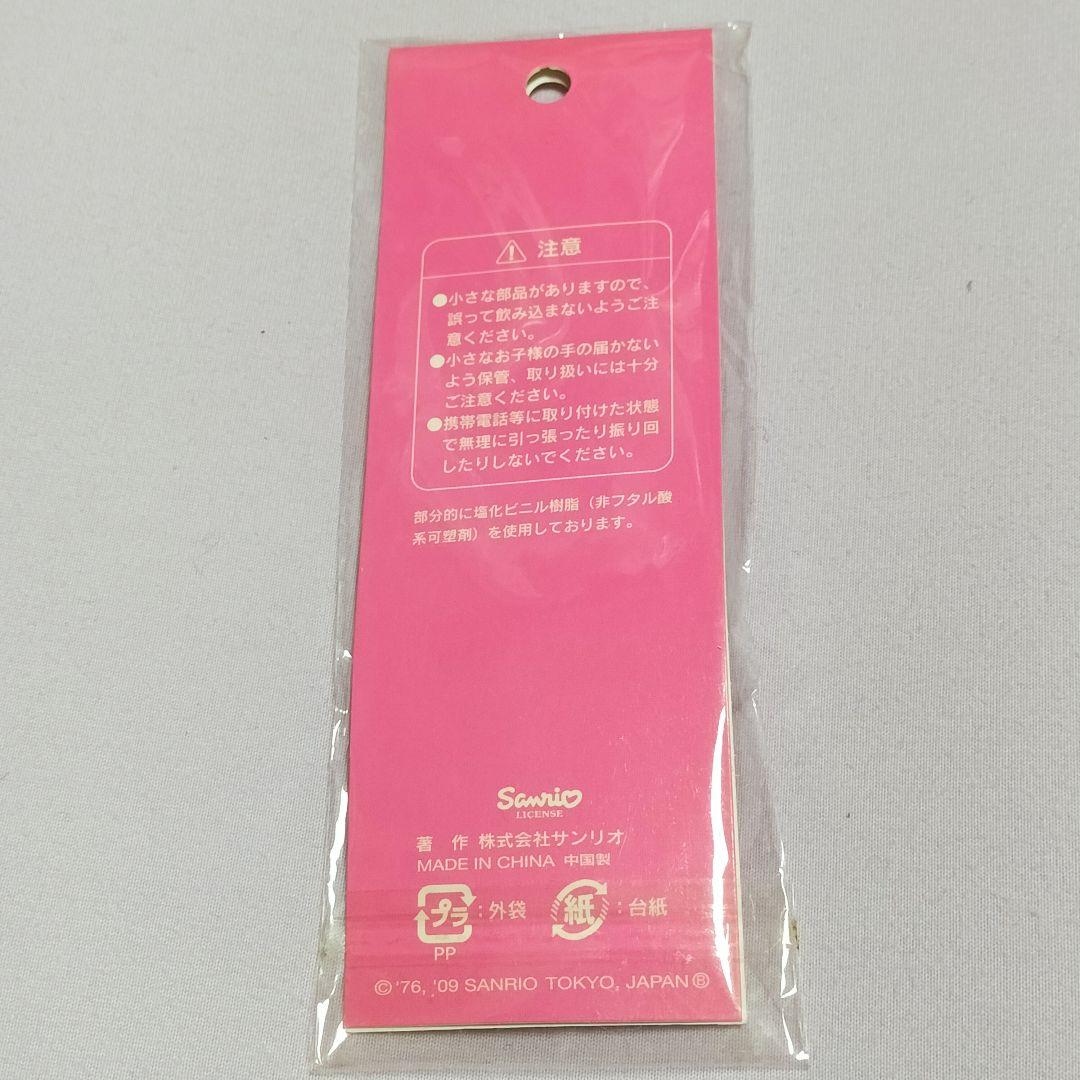 注意
●小さな部品がありますので、
誤って飲み込まないようご注
意ください。
●小さなお子様の手の届かない
よう保管、取り扱いには十分
ご注意ください。
●携帯電話等に取り付けた状態
で無理に引っ張ったり振り回
したりしないでください。
部分的に塩化ビニル樹脂（非フタル酸
系可塑剤）を使用しております。
Sanrio
LICENSE
著 作 株式会社サンリオ
MADE IN CHINA 中国製
プラ：外袋 紙：台紙
PP
© '76, '09 SANRIO TOKYO, JAPAN Ⓑ